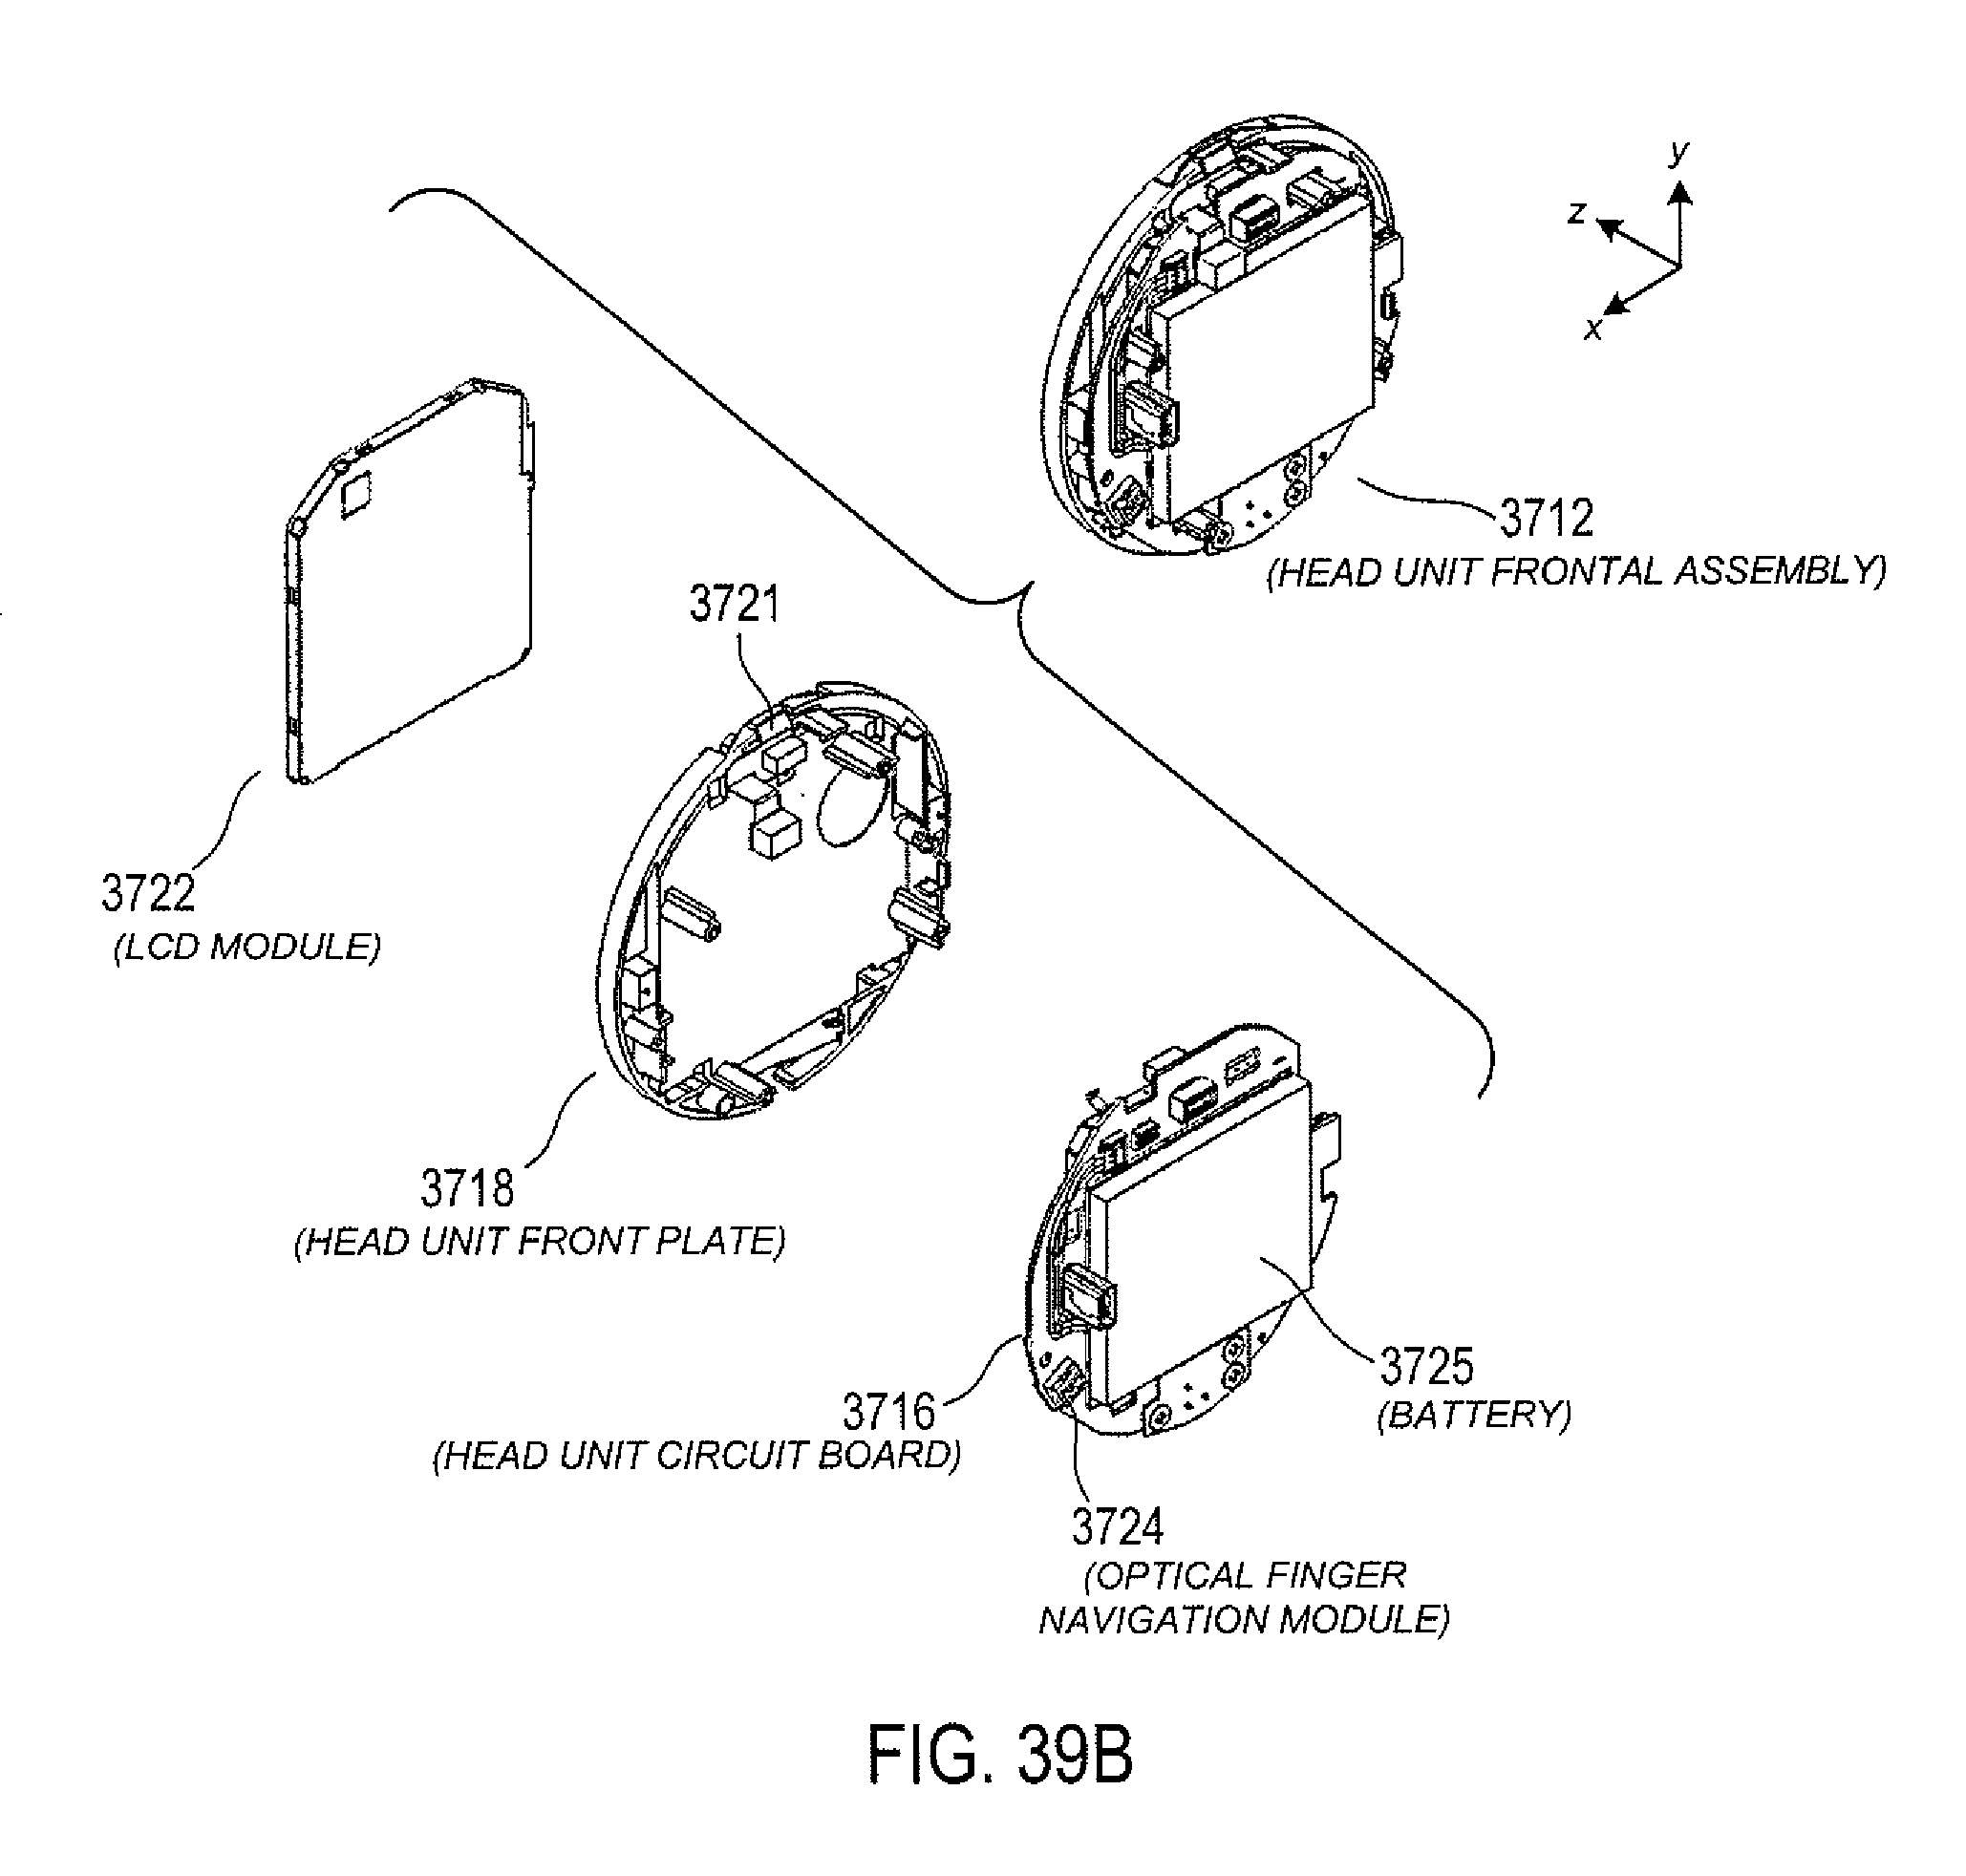 y
z
x
3712
(HEAD UNIT FRONTAL ASSEMBLY)
3721
3722
(LCD MODULE)
3718
(HEAD UNIT FRONT PLATE)
3725
(BATTERY)
3716
(HEAD UNIT CIRCUIT BOARD)
3724
(OPTICAL FINGER
NAVIGATION MODULE)
FIG. 39B